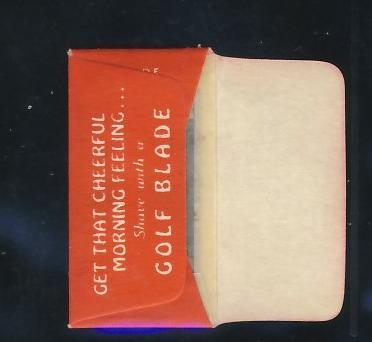 GET THAT CHEERFUL
MORNING FEELING...
Shave with a
GOLF BLADE